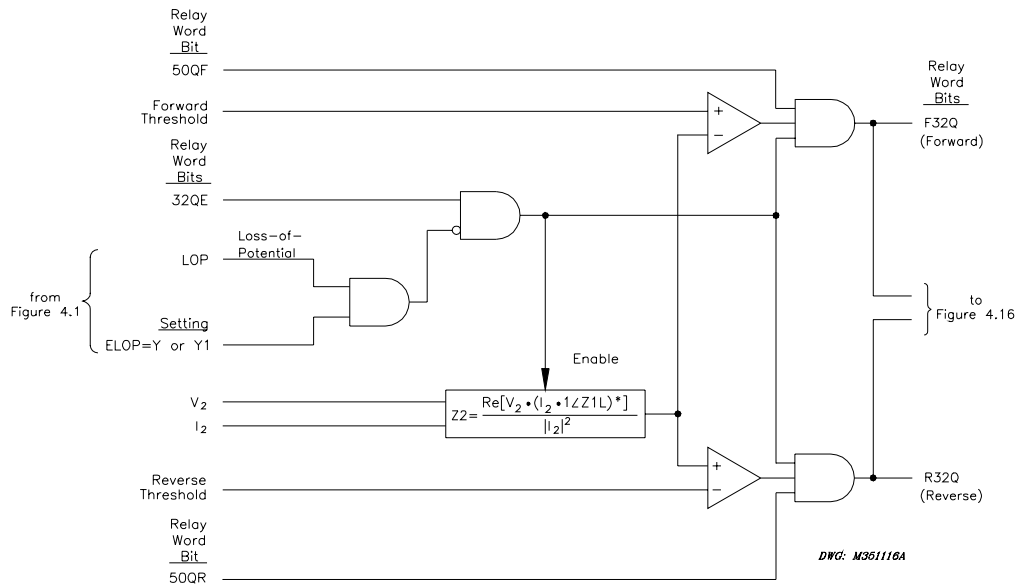 Relay
Word
Bit
50QF
Forward
Threshold
Relay
Word
Bits
32QE
Loss-of-
Potential
LOP
from
Figure 4.1
Setting
ELOP=Y or Y1
V₂
I₂
Enable
Z2= Re[V₂•(I₂•1∠Z1L)*]
|I₂|²
Reverse
Threshold
Relay
Word
Bit
50QR
+
−
+
−
Relay
Word
Bits
F32Q
(Forward)
to
Figure 4.16
R32Q
(Reverse)
DWG: M351116A